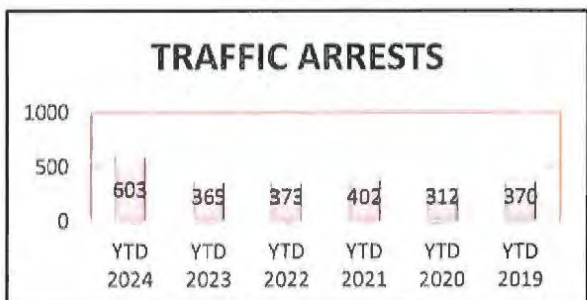 TRAFFIC ARRESTS
1000
500
0
603 365 373 402 312 370
YTD YTD YTD YTD YTD YTD
2024 2023 2022 2021 2020 2019